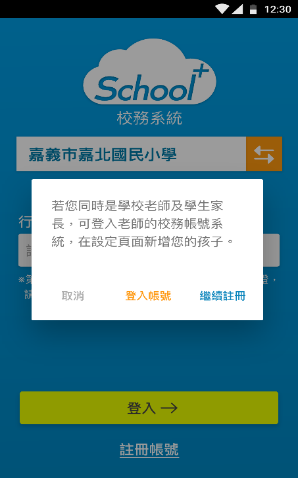 12:30
School+
校務系統
嘉義市嘉北國民小學
行
若您同時是學校老師及學生家
長，可登入老師的校務帳號系
統，在設定頁面新增您的孩子。
取消 登入帳號 繼續註冊
登入
註冊帳號